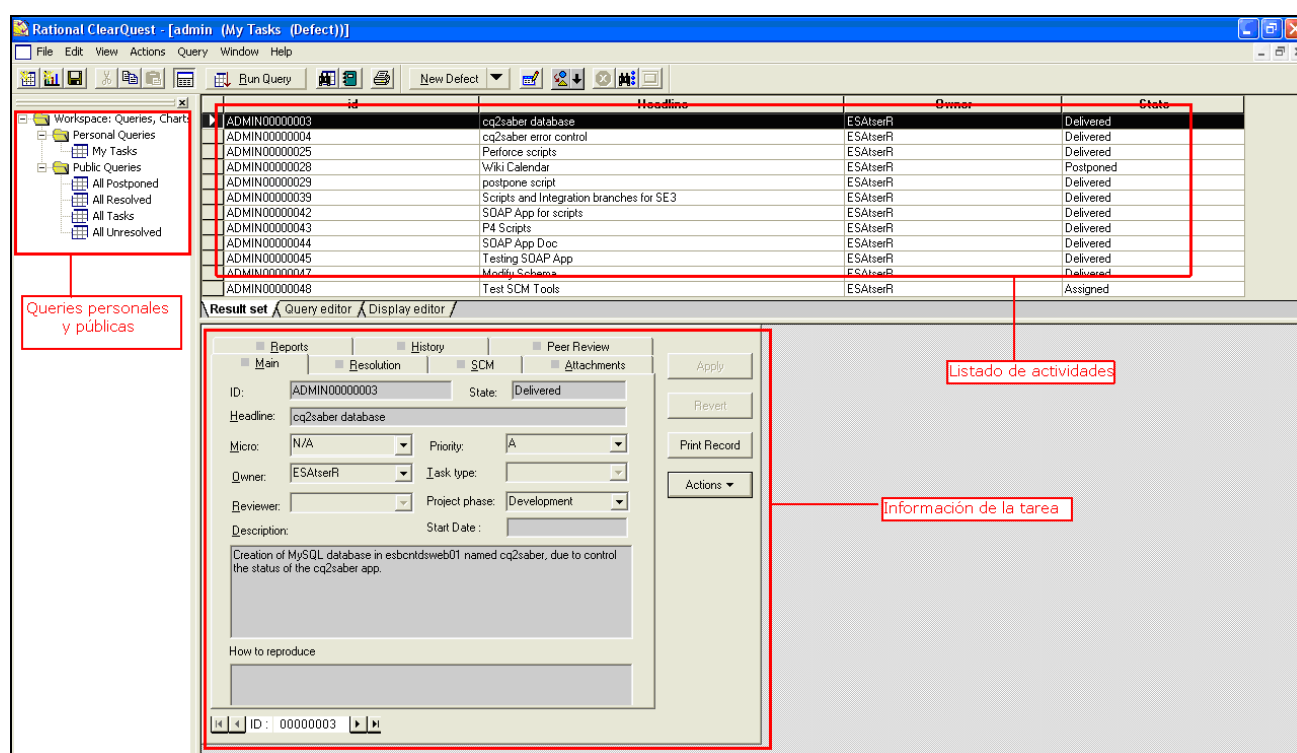 Rational ClearQuest - [admin (My Tasks (Defect))]
File Edit View Actions Query Window Help
Run Query New Defect
Workspace: Queries, Charts
Personal Queries
My Tasks
Public Queries
All Postponed
All Resolved
All Tasks
All Unresolved
Queries personales
y públicas
id Headline Owner State
ADMIN00000003 cq2saber database ESAtserR Delivered
ADMIN00000004 cq2saber error control ESAtserR Delivered
ADMIN00000025 Perforce scripts ESAtserR Delivered
ADMIN00000028 Wiki Calendar ESAtserR Postponed
ADMIN00000029 postpone script ESAtserR Delivered
ADMIN00000039 Scripts and Integration branches for SE3 ESAtserR Delivered
ADMIN00000042 SOAP App for scripts ESAtserR Delivered
ADMIN00000043 P4 Scripts ESAtserR Delivered
ADMIN00000044 SOAP App Doc ESAtserR Delivered
ADMIN00000045 Testing SOAP App ESAtserR Delivered
ADMIN00000047 Modify Schema ESAtserR Delivered
ADMIN00000048 Test SCM Tools ESAtserR Assigned
Result set Query editor Display editor
Listado de actividades
Reports History Peer Review
Main Resolution SCM Attachments
ID: ADMIN00000003 State: Delivered
Headline: cq2saber database
Micro: N/A Priority: A
Owner: ESAtserR Task type:
Reviewer: Project phase: Development
Description: Start Date :
Creation of MySQL database in esbcntdsweb01 named cq2saber, due to control
the status of the cq2saber app.
How to reproduce
ID : 00000003
Apply
Revert
Print Record
Actions
Información de la tarea